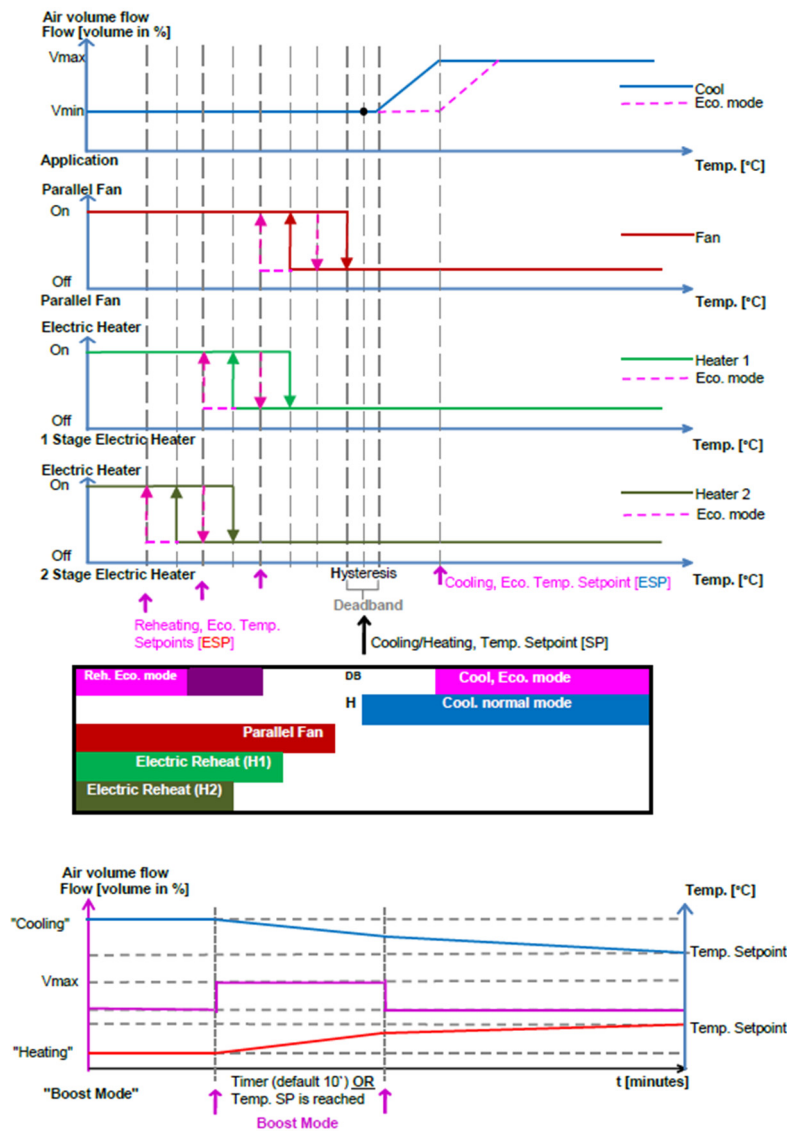 Air volume flow
Flow [volume in %]
Vmax
Vmin
Cool
Eco. mode
Application
Temp. [°C]
Parallel Fan
On
Fan
Off
Parallel Fan
Temp. [°C]
Electric Heater
On
Heater 1
Eco. mode
Off
1 Stage Electric Heater
Temp. [°C]
Electric Heater
On
Heater 2
Eco. mode
Off
2 Stage Electric Heater
Temp. [°C]
Hysteresis
Deadband
Cooling, Eco. Temp. Setpoint [ESP]
Reheating, Eco. Temp.
Setpoints [ESP]
Cooling/Heating, Temp. Setpoint [SP]
Reh. Eco. mode
DB
Cool, Eco. mode
H
Cool. normal mode
Parallel Fan
Electric Reheat (H1)
Electric Reheat (H2)
Air volume flow
Flow [volume in %]
Temp. [°C]
"Cooling"
Temp. Setpoint
Vmax
Temp. Setpoint
"Heating"
"Boost Mode"
Timer (default 10`) OR
Temp. SP is reached
t [minutes]
Boost Mode